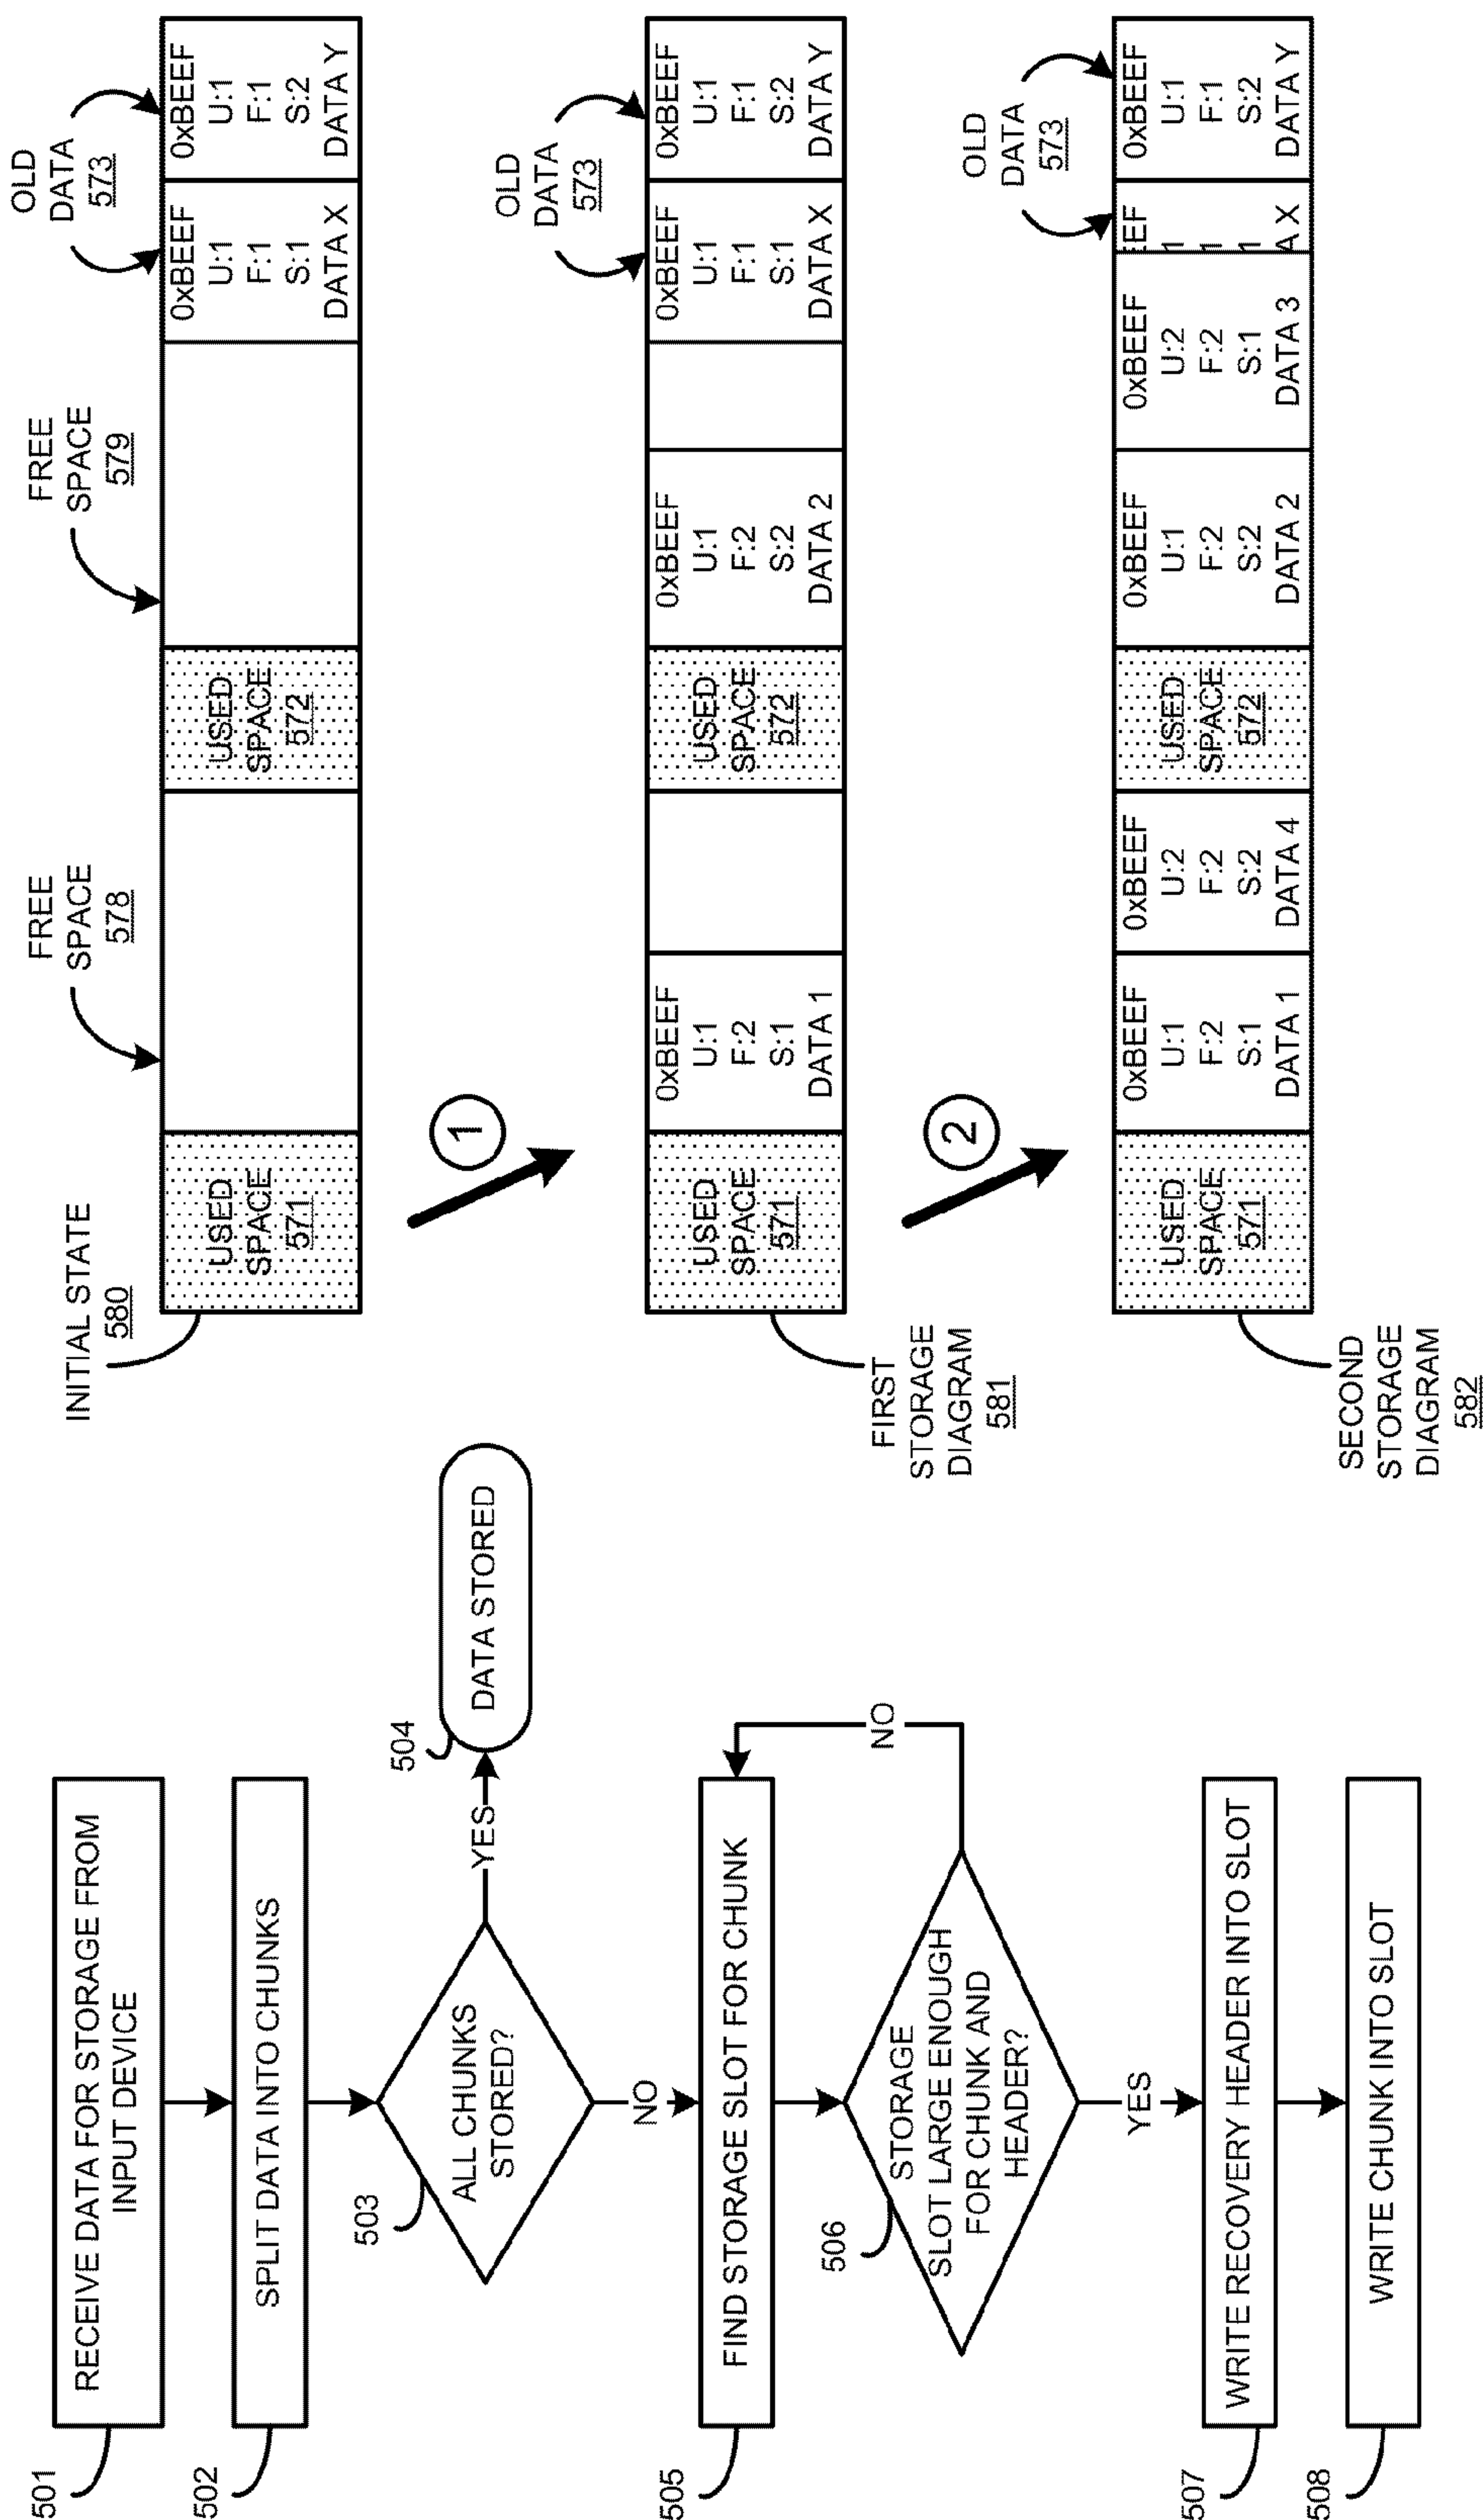 501
RECEIVE DATA FOR STORAGE FROM
INPUT DEVICE
502
SPLIT DATA INTO CHUNKS
503
ALL CHUNKS
STORED?
YES
504
DATA STORED
NO
505
FIND STORAGE SLOT FOR CHUNK
506
STORAGE
SLOT LARGE ENOUGH
FOR CHUNK AND
HEADER?
NO
YES
507
WRITE RECOVERY HEADER INTO SLOT
508
WRITE CHUNK INTO SLOT
INITIAL STATE
580
USED
SPACE
571
FREE
SPACE
578
USED
SPACE
572
FREE
SPACE
579
OLD
DATA
573
0xBEEF
U:1
F:1
S:1
DATA X
0xBEEF
U:1
F:1
S:2
DATA Y
1
FIRST
STORAGE
DIAGRAM
581
USED
SPACE
571
0xBEEF
U:1
F:2
S:1
DATA 1
USED
SPACE
572
0xBEEF
U:1
F:2
S:2
DATA 2
OLD
DATA
573
0xBEEF
U:1
F:1
S:1
DATA X
0xBEEF
U:1
F:1
S:2
DATA Y
2
SECOND
STORAGE
DIAGRAM
582
USED
SPACE
571
0xBEEF
U:1
F:2
S:1
DATA 1
0xBEEF
U:2
F:2
S:2
DATA 4
USED
SPACE
572
0xBEEF
U:1
F:2
S:2
DATA 2
0xBEEF
U:2
F:2
S:1
DATA 3
OLD
DATA
573
EEF
1
1
1
A X
0xBEEF
U:1
F:1
S:2
DATA Y